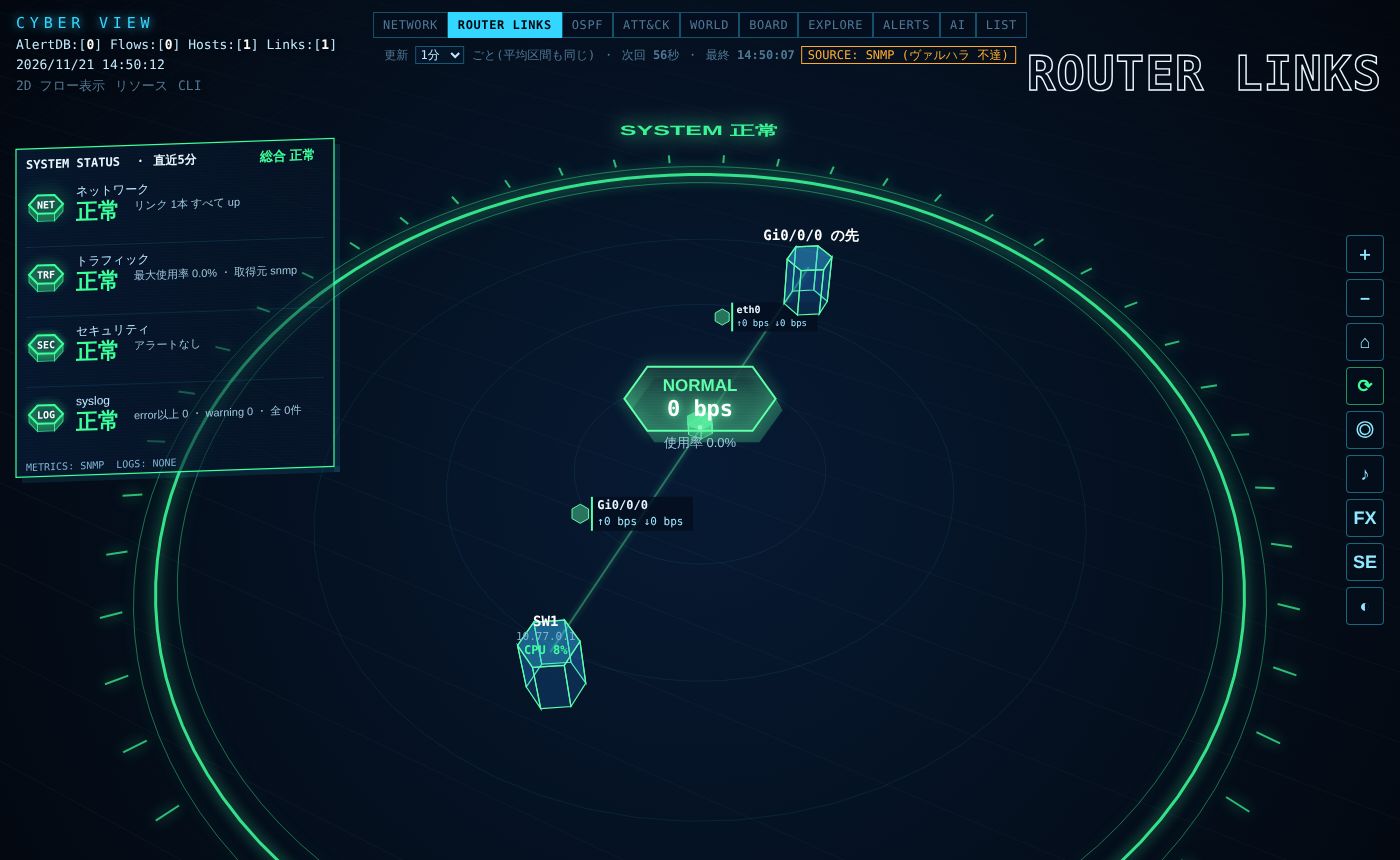 CYBER VIEW
AlertDB:[0] Flows:[0] Hosts:[1] Links:[1]
2026/11/21 14:50:12
2D フロー表示 リソース CLI
NETWORK ROUTER LINKS OSPF ATT&CK WORLD BOARD EXPLORE ALERTS AI LIST
更新 1分 ごと(平均区間も同じ) ・ 次回 56秒 ・ 最終 14:50:07 SOURCE: SNMP (ヴァルハラ 不達)
ROUTER LINKS
SYSTEM 正常
SYSTEM STATUS ・ 直近5分 総合 正常
NET ネットワーク
正常 リンク 1本 すべて up
TRF トラフィック
正常 最大使用率 0.0% ・ 取得元 snmp
SEC セキュリティ
正常 アラートなし
LOG syslog
正常 error以上 0 ・ warning 0 ・ 全 0件
METRICS: SNMP LOGS: NONE
Gi0/0/0 の先
eth0
↑0 bps ↓0 bps
NORMAL
0 bps
使用率 0.0%
Gi0/0/0
↑0 bps ↓0 bps
SW1
10.77.0.1
CPU 8%
+
−
⌂
⟳
◎
♪
FX
SE
◖